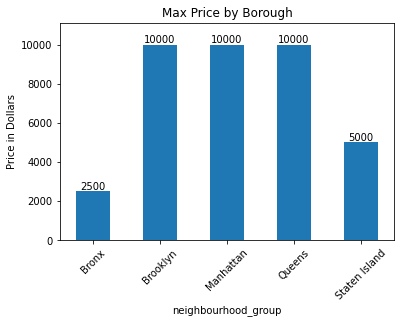 Max Price by Borough
Price in Dollars
10000
8000
6000
4000
2000
0
2500
10000
10000
10000
5000
Bronx
Brooklyn
Manhattan
Queens
Staten Island
neighbourhood_group